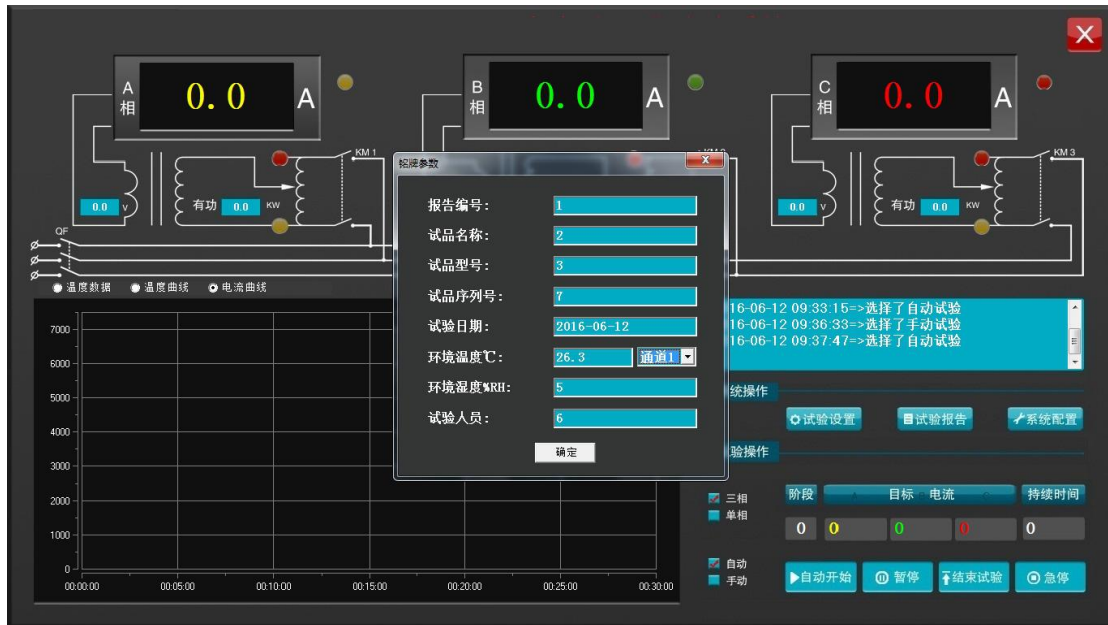 A相
0.0
A
B相
0.0
A
C相
0.0
A
KM 1
KM 3
0.0 V
有功 0.0 KW
0.0 V
有功 0.0 KW
QF
铭牌参数
报告编号: 1
试品名称: 2
试品型号: 3
试品序列号: 7
试验日期: 2016-06-12
环境温度℃: 26.3 通道1
环境湿度%RH: 5
试验人员: 6
确定
温度数据 温度曲线 电流曲线
7000
6000
5000
4000
3000
2000
1000
0
00:00:00 00:05:00 00:10:00 00:15:00 00:20:00 00:25:00 00:30:00
16-06-12 09:33:15=>选择了自动试验
16-06-12 09:36:33=>选择了手动试验
16-06-12 09:37:47=>选择了自动试验
统操作
试验设置 试验报告 系统配置
验操作
三相
单相
阶段 目标 电流 持续时间
0 0 0 0 0
自动
手动
自动开始 暂停 结束试验 急停